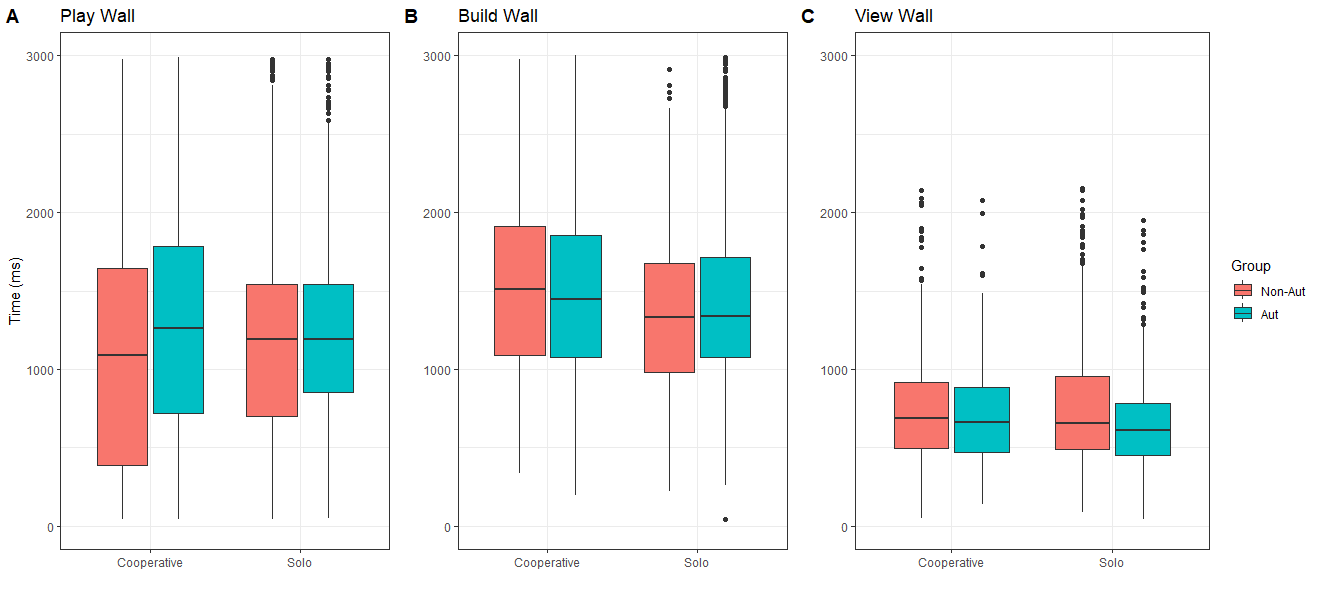 A Play Wall
B Build Wall
C View Wall
Time (ms)
3000
2000
1000
0
Cooperative Solo
3000
2000
1000
0
Cooperative Solo
3000
2000
1000
0
Cooperative Solo
Group
Non-Aut
Aut